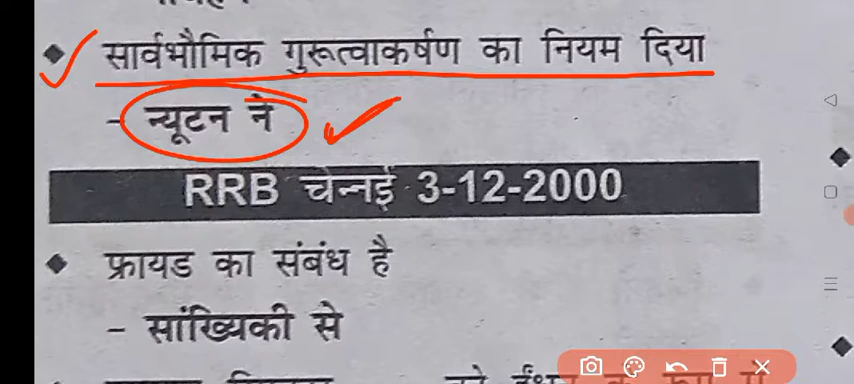 सार्वभौमिक गुरूत्वाकर्षण का नियम दिया
- न्यूटन ने
RRB चेन्नई 3-12-2000
फ्रायड का संबंध है
- सांख्यिकी से